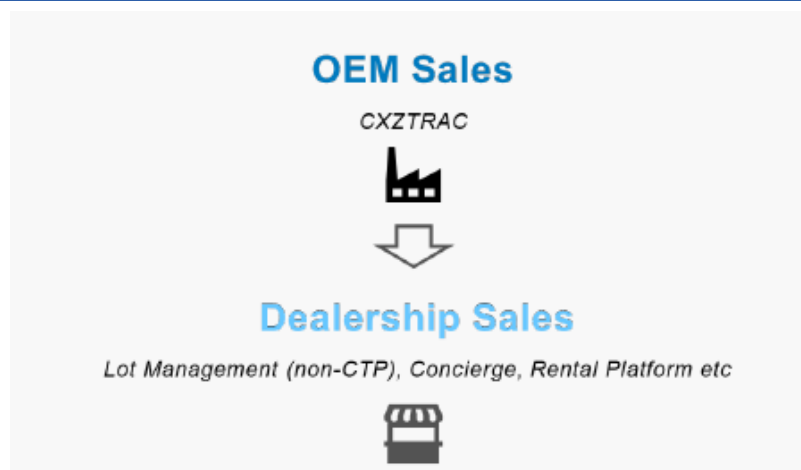 OEM Sales
CXZTRAC
Dealership Sales
Lot Management (non-CTP), Concierge, Rental Platform etc